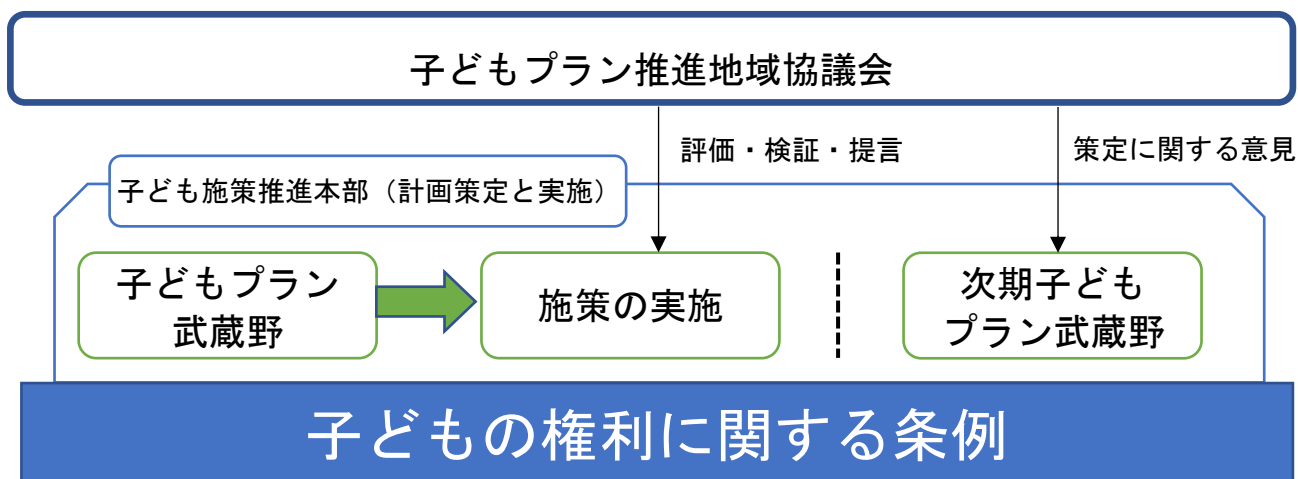 子どもプラン推進地域協議会
評価・検証・提言
策定に関する意見
子ども施策推進本部（計画策定と実施）
子どもプラン
武蔵野
施策の実施
次期子ども
プラン武蔵野
子どもの権利に関する条例